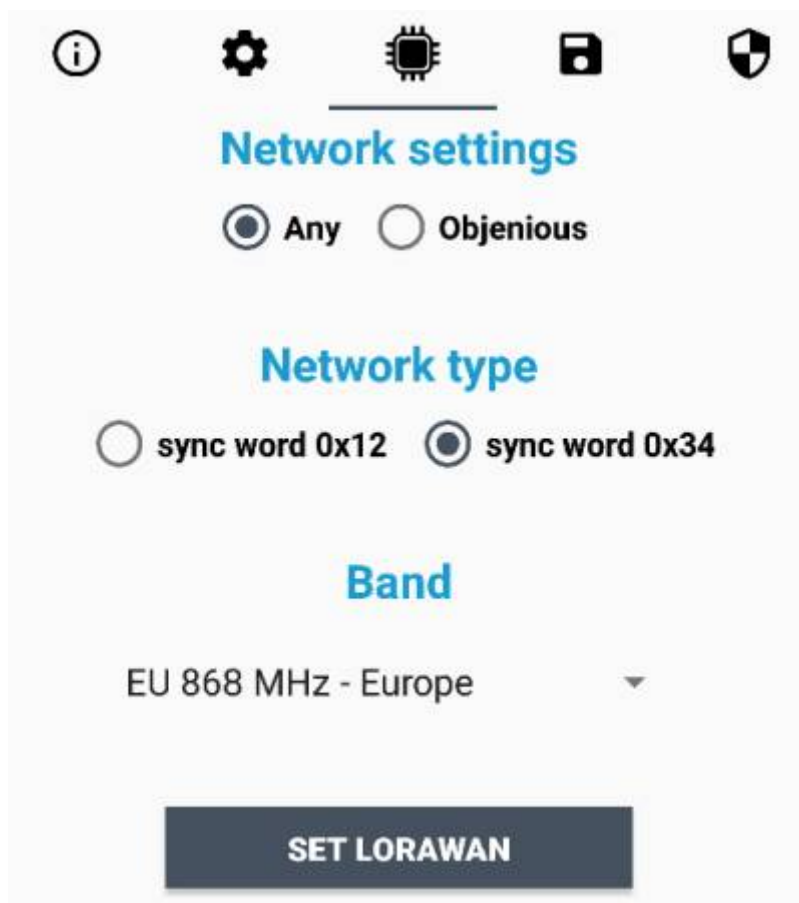 Network settings
Any Objenious
Network type
sync word 0x12 sync word 0x34
Band
EU 868 MHz - Europe
SET LORAWAN